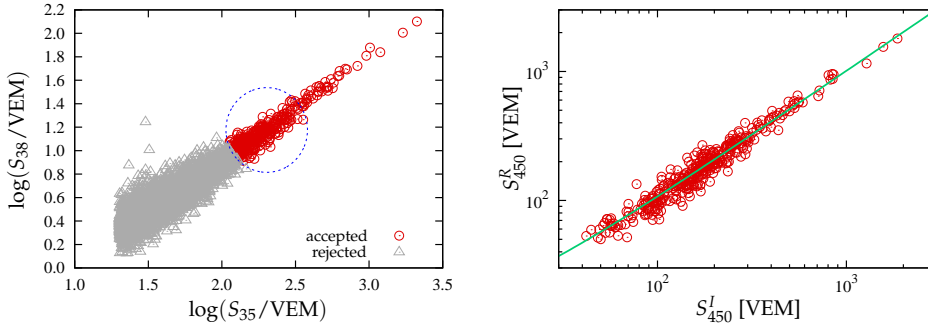 log(S₃₈/VEM)
2.2
2.0
1.8
1.6
1.4
1.2
1.0
0.8
0.6
0.4
0.2
0.0
accepted
rejected
1.0 1.5 2.0 2.5 3.0 3.5
log(S₃₅/VEM)
S^R_450 [VEM]
10³
10²
10² 10³
S^I_450 [VEM]